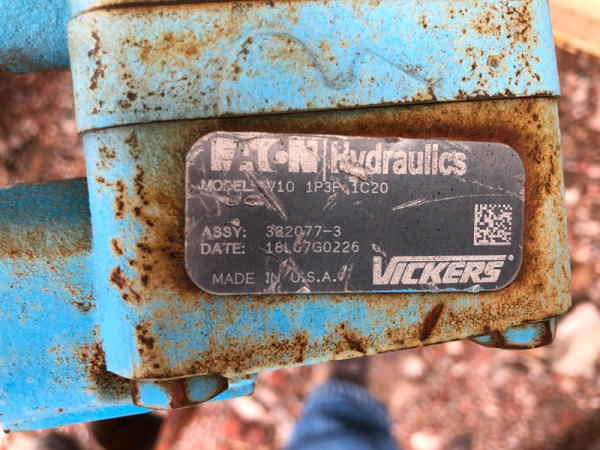 EATON Hydraulics
MODEL: V10 1P3P 1C20
ASSY: 382077-3
DATE: 18LC7G0226
MADE IN U.S.A.
VICKERS